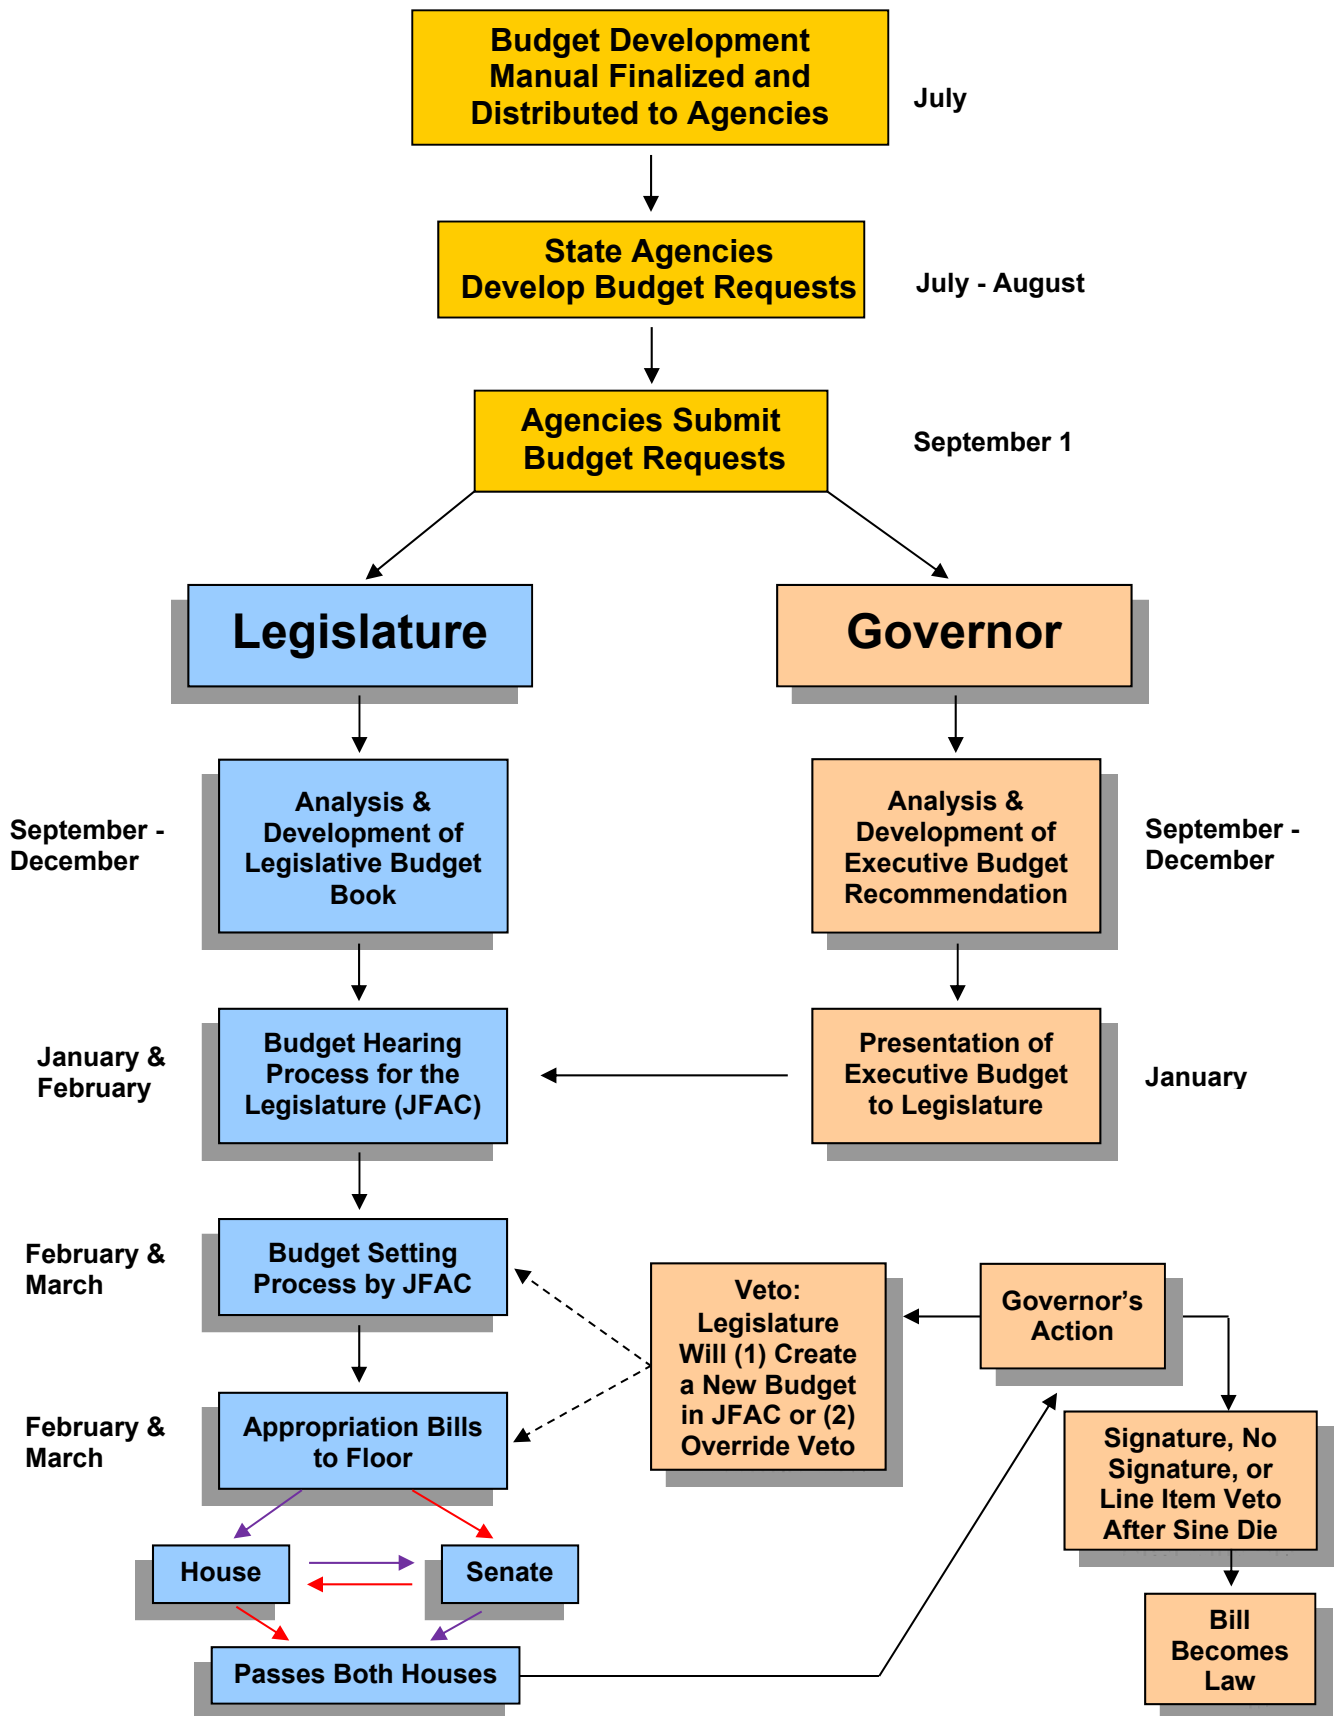 Budget Development
Manual Finalized and
Distributed to Agencies
July
State Agencies
Develop Budget Requests
July - August
Agencies Submit
Budget Requests
September 1
Legislature
Governor
September -
December
Analysis &
Development of
Legislative Budget
Book
Analysis &
Development of
Executive Budget
Recommendation
September -
December
January &
February
Budget Hearing
Process for the
Legislature (JFAC)
Presentation of
Executive Budget
to Legislature
January
February &
March
Budget Setting
Process by JFAC
Veto:
Legislature
Will (1) Create
a New Budget
in JFAC or (2)
Override Veto
Governor's
Action
February &
March
Appropriation Bills
to Floor
Signature, No
Signature, or
Line Item Veto
After Sine Die
House
Senate
Passes Both Houses
Bill
Becomes
Law